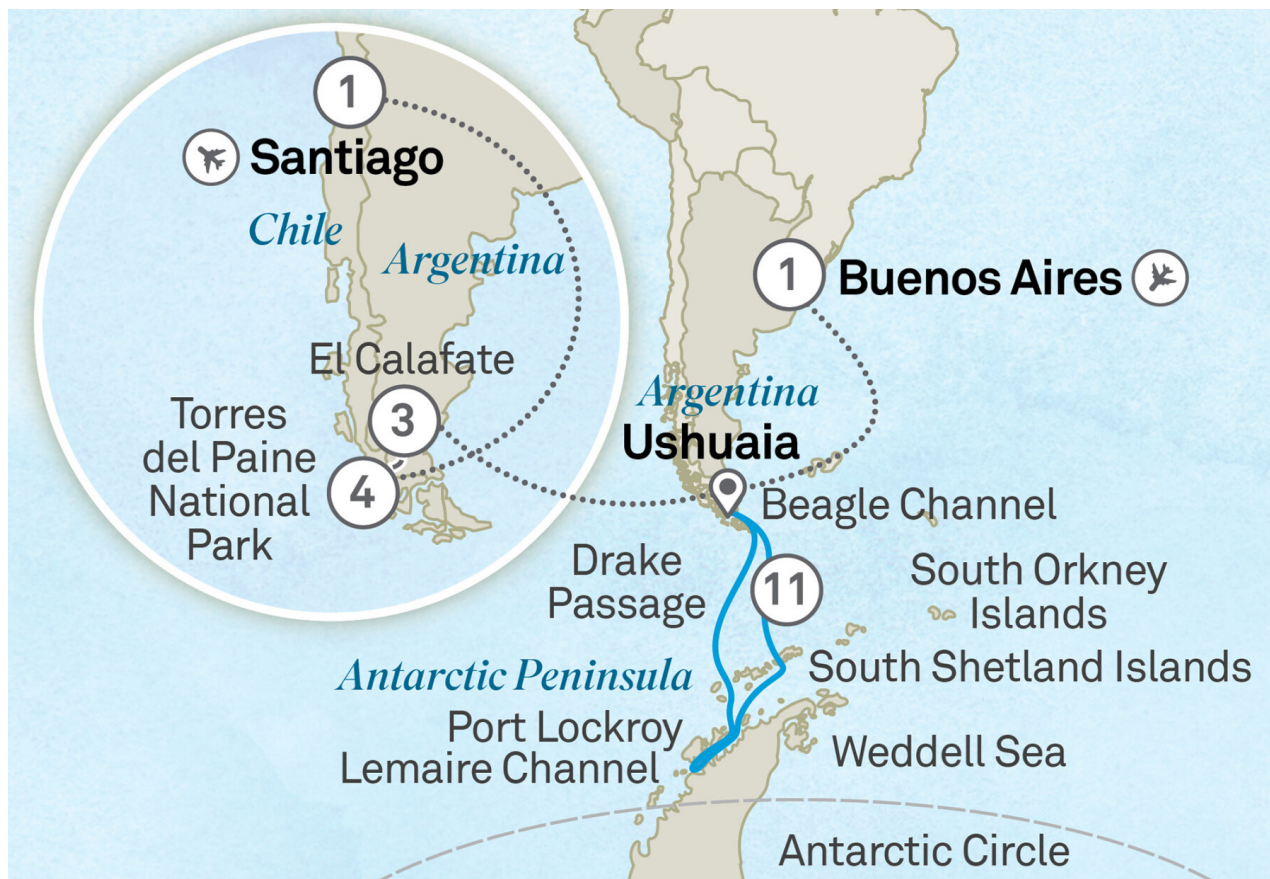 1
Santiago
Chile
Argentina
El Calafate
3
Torres
del Paine
National
Park
4
1
Buenos Aires
Argentina
Ushuaia
Beagle Channel
Drake
Passage
11
South Orkney
Islands
South Shetland Islands
Antarctic Peninsula
Port Lockroy
Lemaire Channel
Weddell Sea
Antarctic Circle